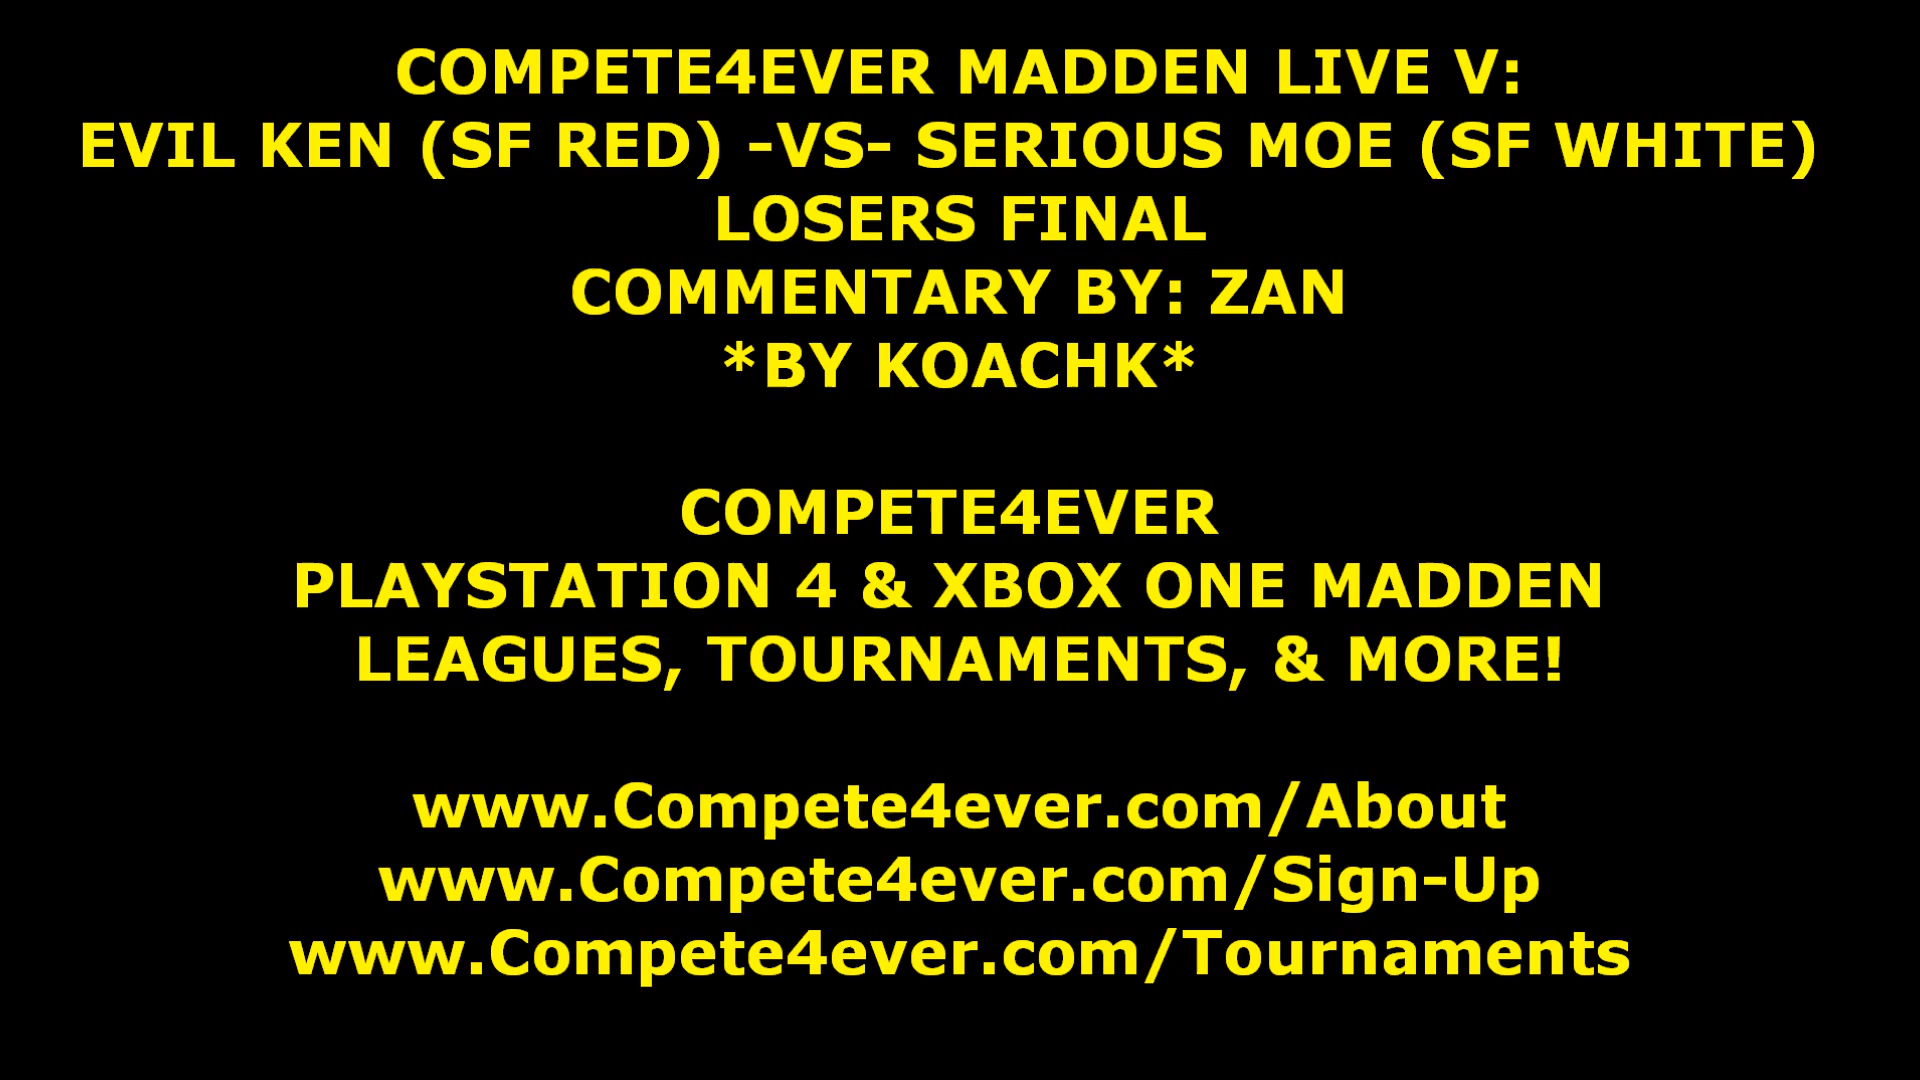 COMPETE4EVER MADDEN LIVE V:
EVIL KEN (SF RED) -VS- SERIOUS MOE (SF WHITE)
LOSERS FINAL
COMMENTARY BY: ZAN
*BY KOACHK*
COMPETE4EVER
PLAYSTATION 4 & XBOX ONE MADDEN
LEAGUES, TOURNAMENTS, & MORE!
www.Compete4ever.com/About
www.Compete4ever.com/Sign-Up
www.Compete4ever.com/Tournaments